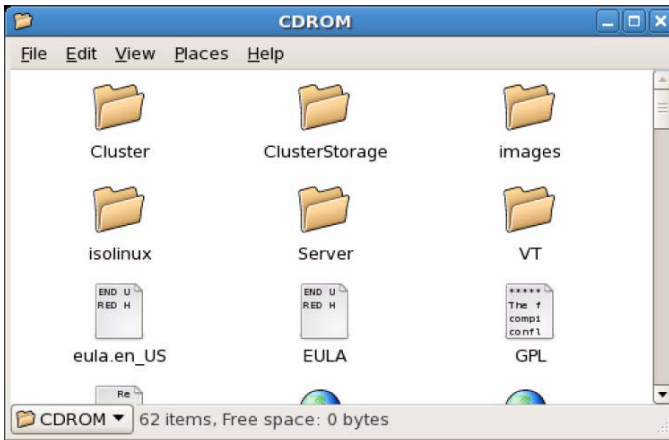 CDROM
File Edit View Places Help
Cluster ClusterStorage images
isolinux Server VT
END U
RED H
END U
RED H
*****
The f
compi
confl
eula.en_US EULA GPL
Re
CDROM 62 items, Free space: 0 bytes